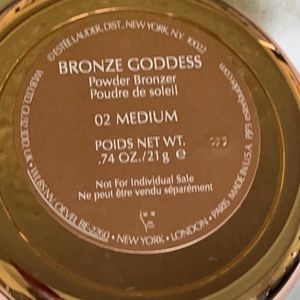 ©ESTÉE LAUDER, DIST., NEW YORK, N.Y. 10022
BRONZE GODDESS
Powder Bronzer
Poudre de soleil
02 MEDIUM
POIDS NET WT.
.74 OZ./21 g ℮
Not For Individual Sale
Ne peut être vendu séparément
• NEW YORK • LONDON • PARIS MADE IN U.S.A.